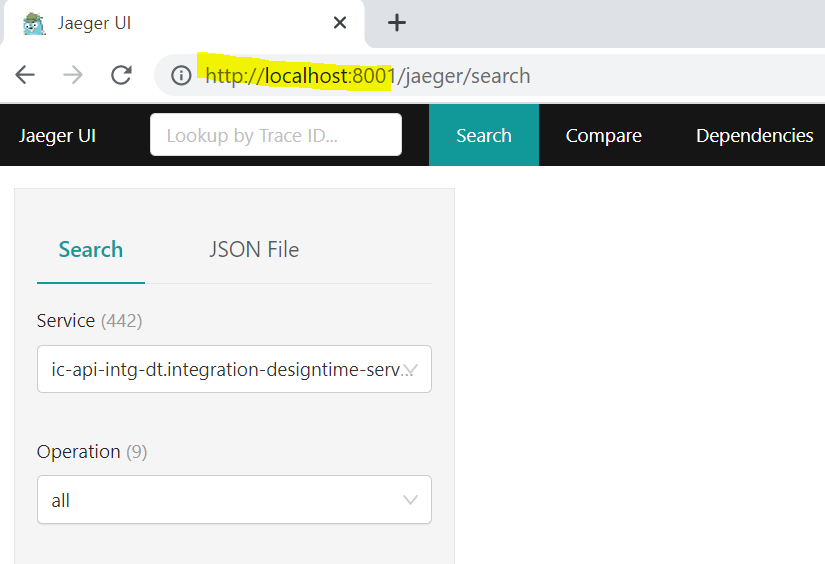 Jaeger UI
http://localhost:8001/jaeger/search
Jaeger UI Lookup by Trace ID... Search Compare Dependencies
Search JSON File
Service (442)
ic-api-intg-dt.integration-designtime-serv...
Operation (9)
all